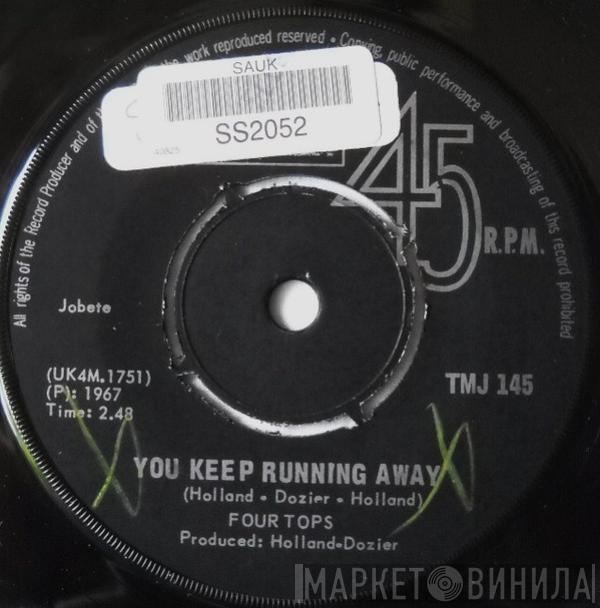 All rights of the Record Producer and of
work reproduced reserved • Copying, public performance and broadcasting of this record prohibited
SAUK
SS2052
45
R.P.M.
Jobete
(UK4M.1751)
(P): 1967
Time: 2.48
TMJ 145
YOU KEEP RUNNING AWAY
(Holland • Dozier • Holland)
FOUR TOPS
Produced: Holland-Dozier
МАРКЕТ ВИНИЛА